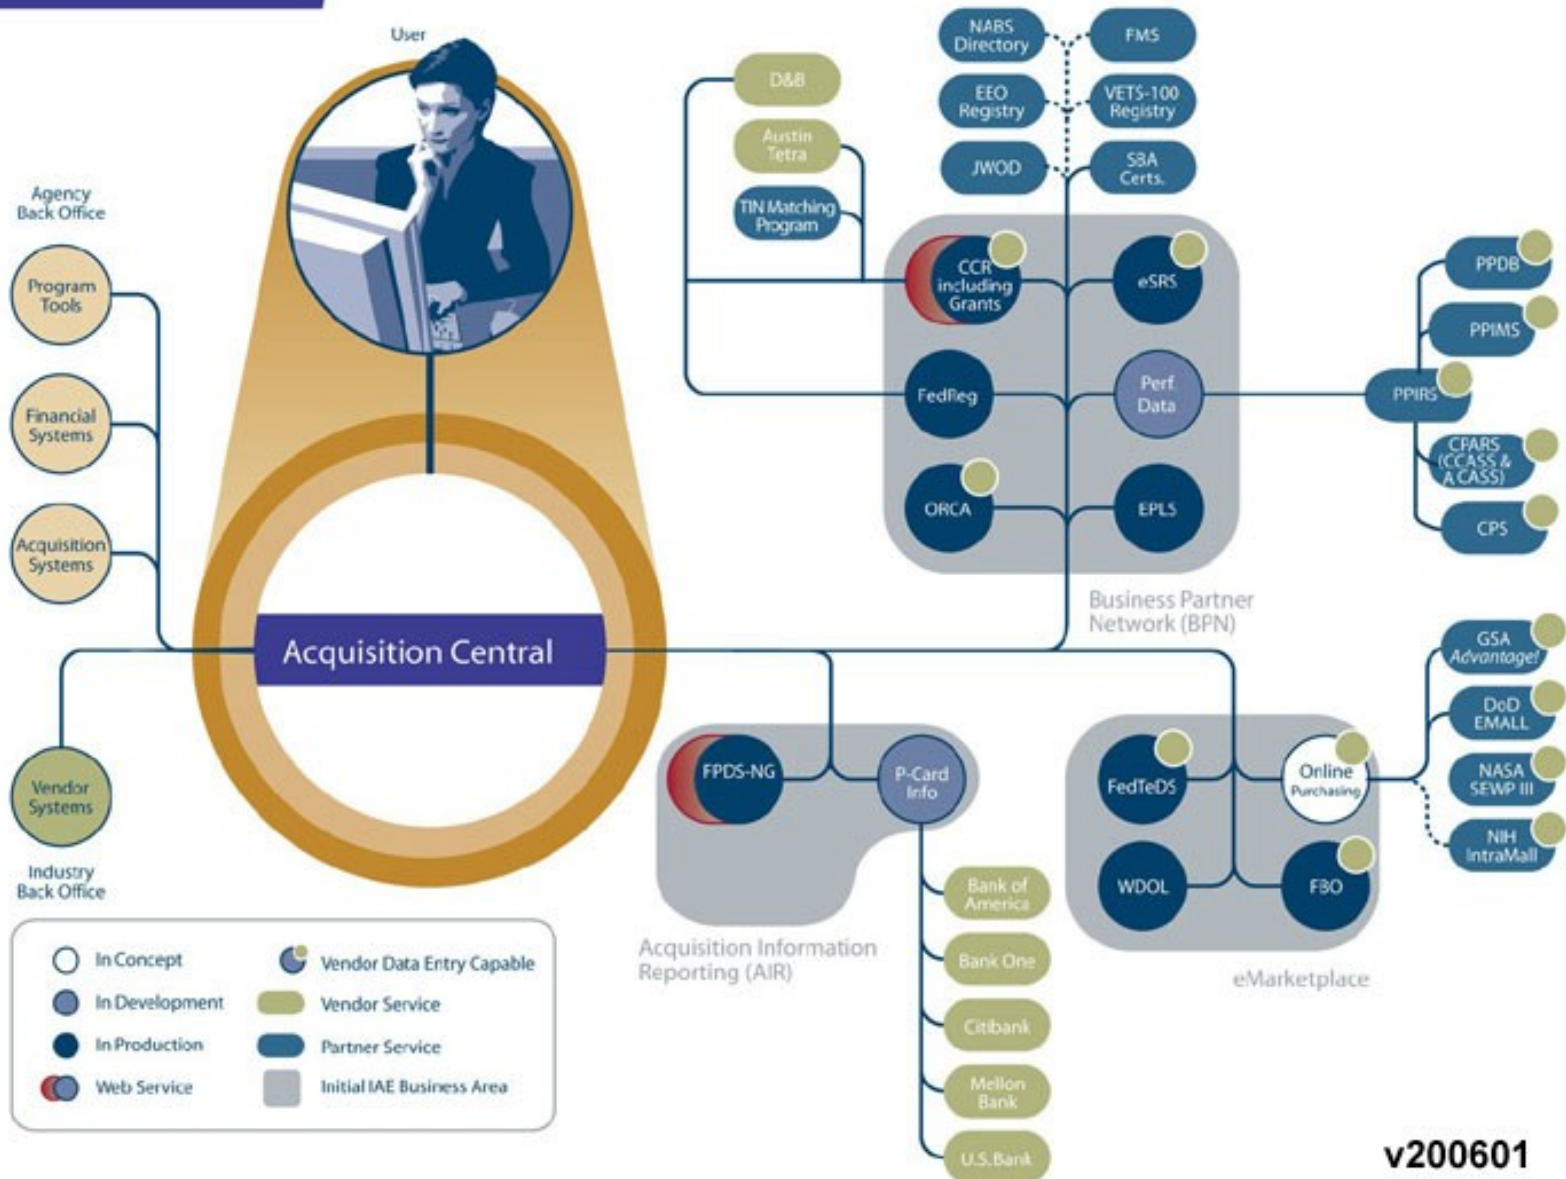 User
Agency
Back Office
Program
Tools
Financial
Systems
Acquisition
Systems
Vendor
Systems
Industry
Back Office
Acquisition Central
D&B
Austin
Tetra
TIN Matching
Program
NABS
Directory
FMS
EEO
Registry
VETS-100
Registry
JWOD
SBA
Certs.
CCR
including
Grants
eSRS
FedReg
Perf.
Data
ORCA
EPLS
Business Partner
Network (BPN)
PPDB
PPIMS
PPIRS
CPARS
(CCASS &
A CASS)
CPS
GSA
Advantage!
DoD
EMALL
NASA
SEWP III
NIH
IntraMall
FPDS-NG
P-Card
Info
Acquisition Information
Reporting (AIR)
Bank of
America
Bank One
Citibank
Mellon
Bank
U.S.Bank
FedTeDS
Online
Purchasing
WDOL
FBO
eMarketplace
In Concept
In Development
In Production
Web Service
Vendor Data Entry Capable
Vendor Service
Partner Service
Initial IAE Business Area
v200601